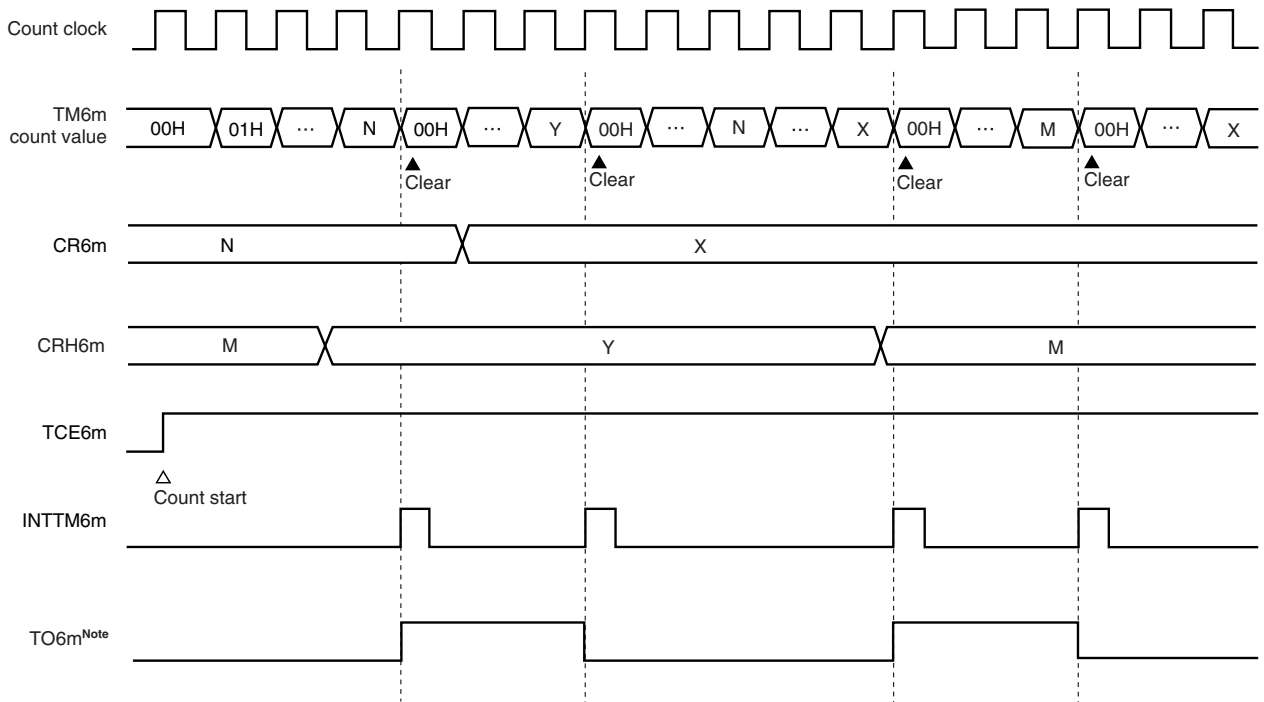 Count clock
TM6m
count value
00H 01H ... N 00H ... Y 00H ... N ... X 00H ... M 00H ... X
Clear Clear Clear Clear
CR6m N X
CRH6m M Y M
TCE6m
Count start
INTTM6m
TO6mNote